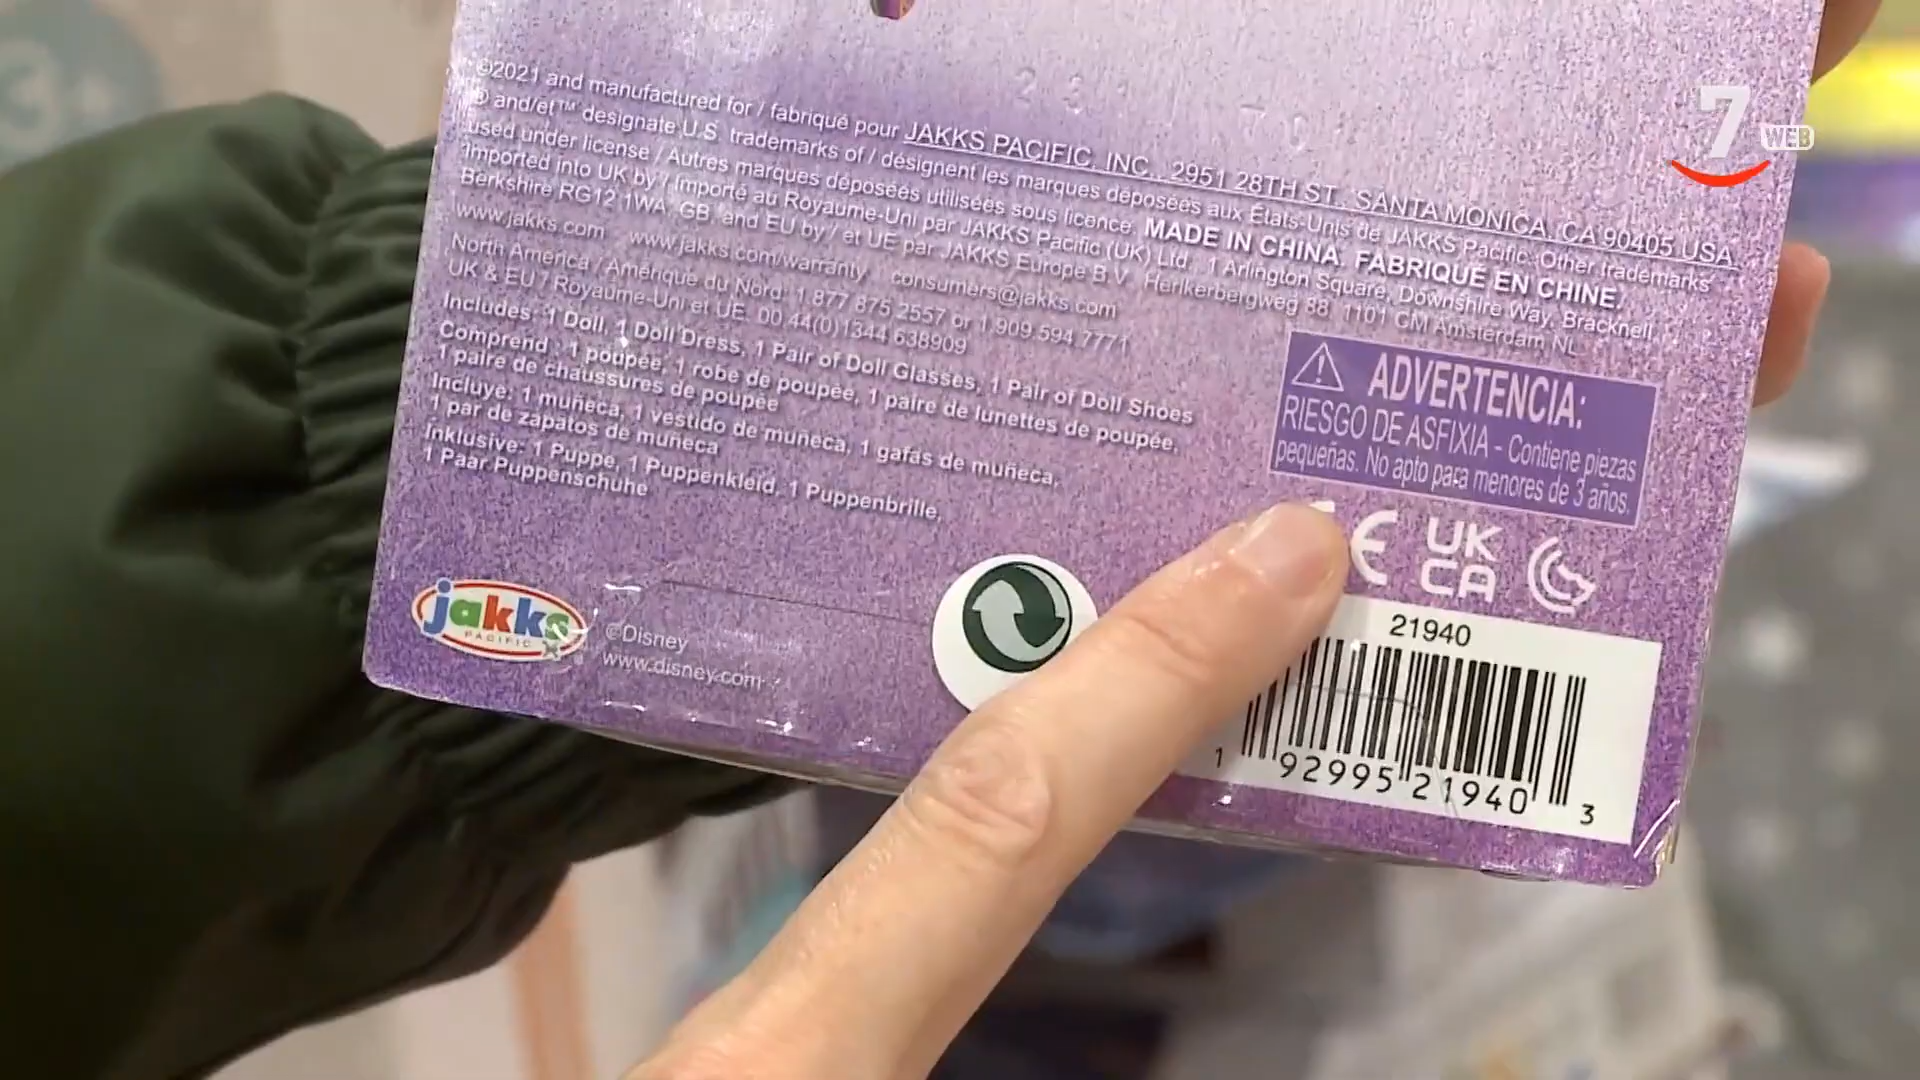 3+
7 WEB
©2021 and manufactured for / fabriqué pour JAKKS PACIFIC, INC., 2951 28TH ST., SANTA MONICA, CA 90405 USA
® and/et™ designate U.S. trademarks of / désignent les marques déposées aux États-Unis de JAKKS Pacific. Other trademarks
used under license / Autres marques déposées utilisées sous licence. MADE IN CHINA. FABRIQUÉ EN CHINE.
Imported into UK by / Importé au Royaume-Uni par JAKKS Pacific (UK) Ltd., 1 Arlington Square, Downshire Way, Bracknell,
Berkshire RG12 1WA, GB, and EU by / et UE par JAKKS Europe B.V., Herikerbergweg 88, 1101 CM Amsterdam, NL
www.jakks.com www.jakks.com/warranty consumers@jakks.com
North America / Amérique du Nord: 1.877.875.2557 or 1.909.594.7771
UK & EU / Royaume-Uni et UE. 00.44(0)1344 638909
Includes: 1 Doll, 1 Doll Dress, 1 Pair of Doll Glasses, 1 Pair of Doll Shoes
Comprend : 1 poupée, 1 robe de poupée, 1 paire de lunettes de poupée,
1 paire de chaussures de poupée
Incluye: 1 muñeca, 1 vestido de muñeca, 1 gafas de muñeca,
1 par de zapatos de muñeca
Inklusive: 1 Puppe, 1 Puppenkleid, 1 Puppenbrille,
1 Paar Puppenschuhe
ADVERTENCIA:
RIESGO DE ASFIXIA - Contiene piezas
pequeñas. No apto para menores de 3 años.
CE UK CA
jakks
PACIFIC
©Disney
www.disney.com
21940
1 92995 21940 3